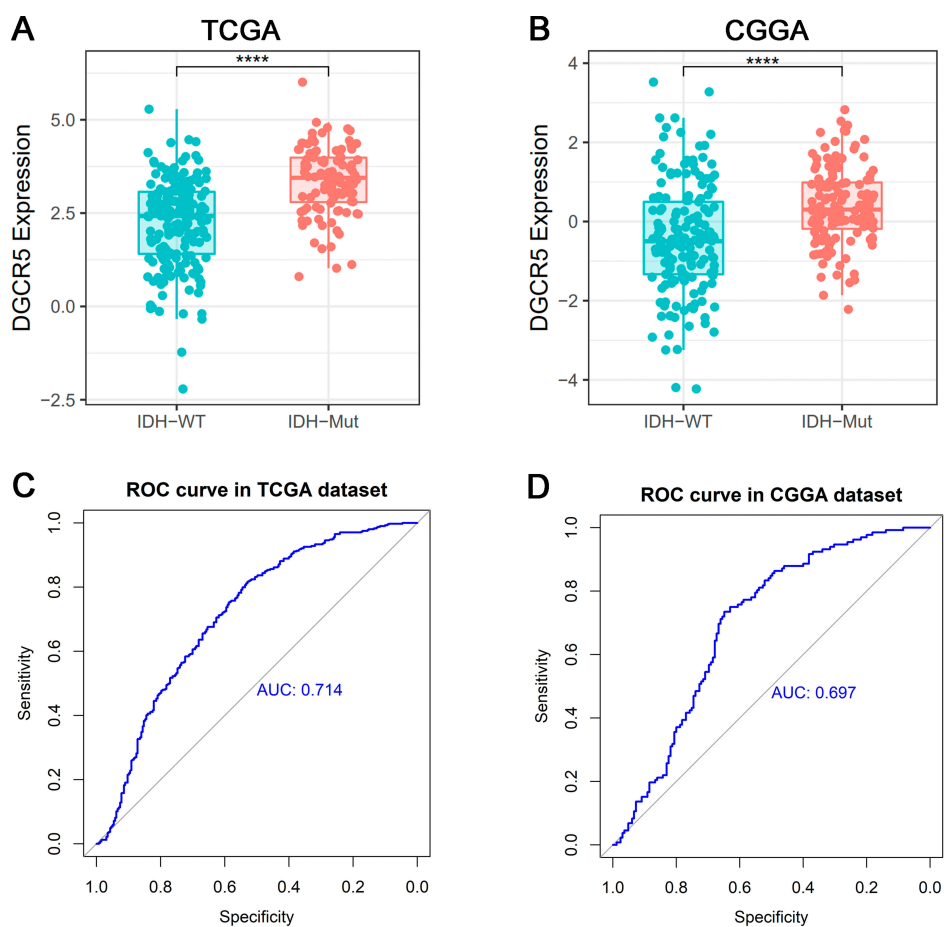 A
TCGA
****
DGCR5 Expression
5.0
2.5
0.0
−2.5
IDH−WT
IDH−Mut
B
CGGA
****
DGCR5 Expression
4
2
0
−2
−4
IDH−WT
IDH−Mut
C
ROC curve in TCGA dataset
Sensitivity
1.0
0.8
0.6
0.4
0.2
0.0
AUC: 0.714
1.0 0.8 0.6 0.4 0.2 0.0
Specificity
D
ROC curve in CGGA dataset
Sensitivity
1.0
0.8
0.6
0.4
0.2
0.0
AUC: 0.697
1.0 0.8 0.6 0.4 0.2 0.0
Specificity